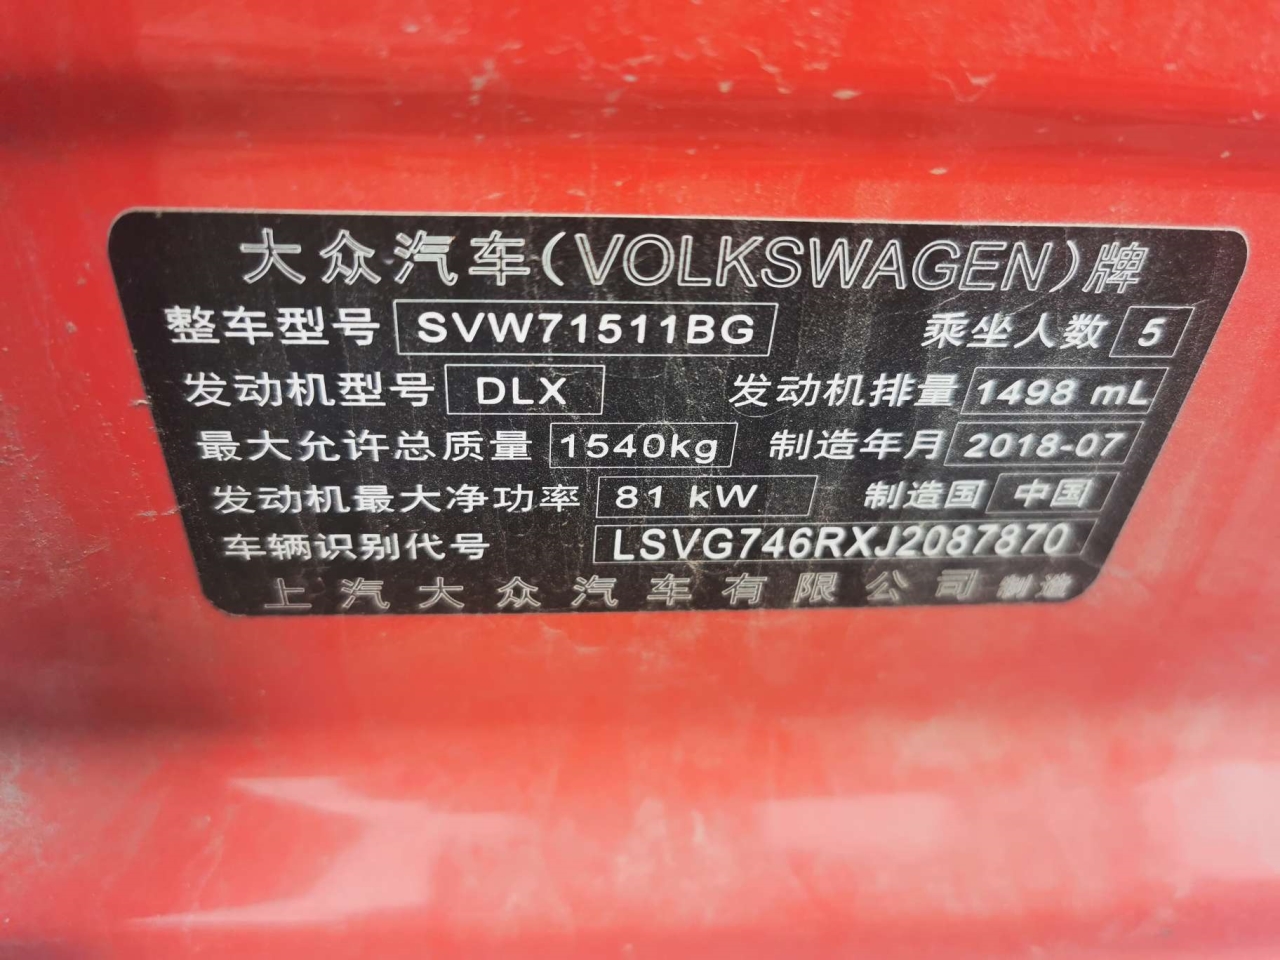 大众汽车(VOLKSWAGEN)牌
整车型号 SVW71511BG 乘坐人数 5
发动机型号 DLX 发动机排量 1498 mL
最大允许总质量 1540kg 制造年月 2018-07
发动机最大净功率 81 kW 制造国 中国
车辆识别代号 LSVG746RXJ2087870
上汽大众汽车有限公司 制造